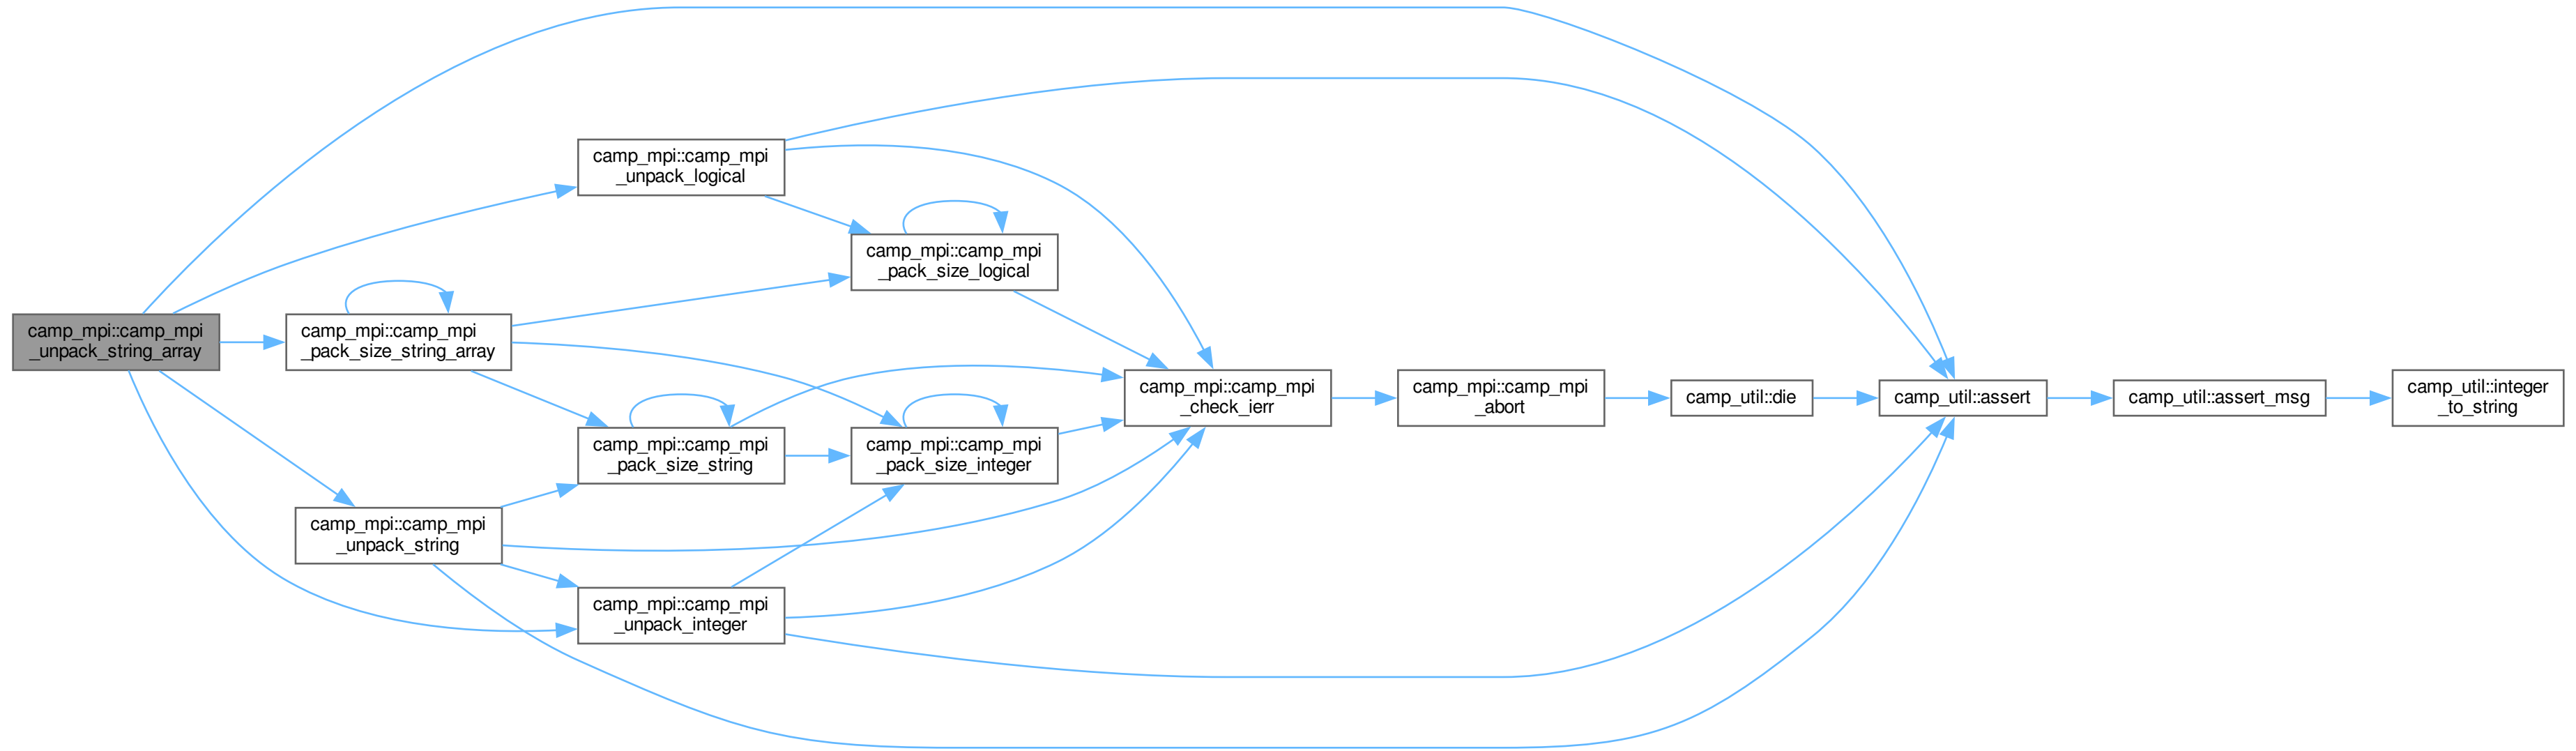 camp_mpi::camp_mpi
_unpack_string_array
camp_mpi::camp_mpi
_pack_size_string_array
camp_mpi::camp_mpi
_unpack_string
camp_mpi::camp_mpi
_unpack_logical
camp_mpi::camp_mpi
_pack_size_string
camp_mpi::camp_mpi
_unpack_integer
camp_mpi::camp_mpi
_pack_size_logical
camp_mpi::camp_mpi
_pack_size_integer
camp_mpi::camp_mpi
_check_ierr
camp_mpi::camp_mpi
_abort
camp_util::die
camp_util::assert
camp_util::assert_msg
camp_util::integer
_to_string